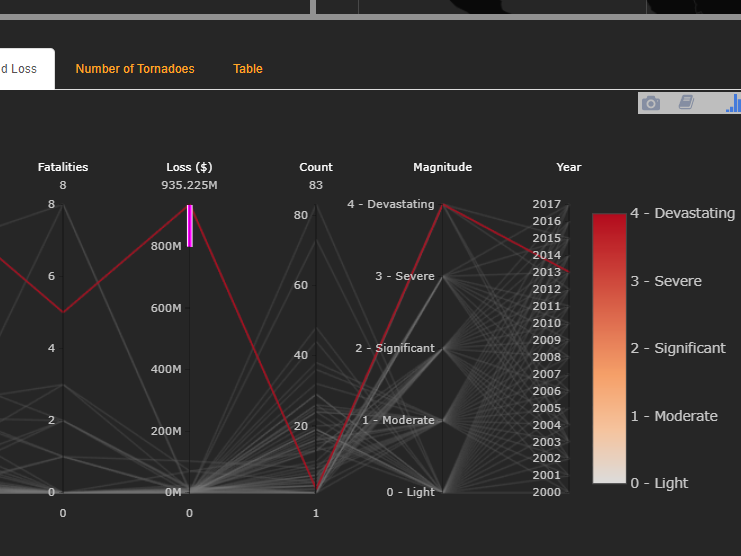 d Loss
Number of Tornadoes
Table
Fatalities
Loss ($)
Count
Magnitude
Year
8
935.225M
83
8
6
4
2
0
0
800M
600M
400M
200M
0M
0
80
60
40
20
1
4 - Devastating
3 - Severe
2 - Significant
1 - Moderate
0 - Light
2017
2016
2015
2014
2013
2012
2011
2010
2009
2008
2007
2006
2005
2004
2003
2002
2001
2000
4 - Devastating
3 - Severe
2 - Significant
1 - Moderate
0 - Light